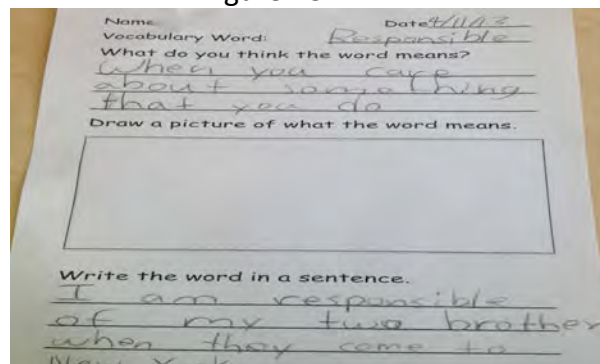 Name Date 4/11/13
Vocabulary Word: Responsible
What do you think the word means?
When you care
about something
that you do
Draw a picture of what the word means.
Write the word in a sentence.
I am responsible
of my two brother
when they come to
New York